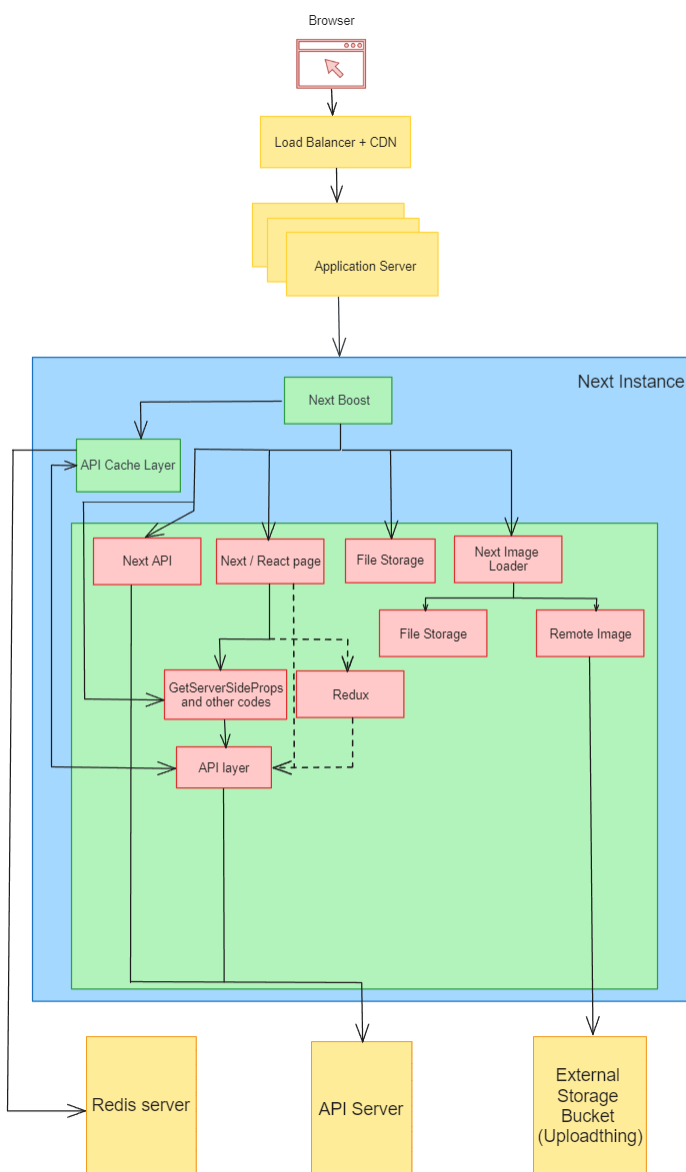 Browser
Load Balancer + CDN
Application Server
Next Instance
Next Boost
API Cache Layer
Next API
Next / React page
File Storage
Next Image
Loader
File Storage
Remote Image
GetServerSideProps
and other codes
Redux
API layer
Redis server
API Server
External
Storage
Bucket
(Uploadthing)